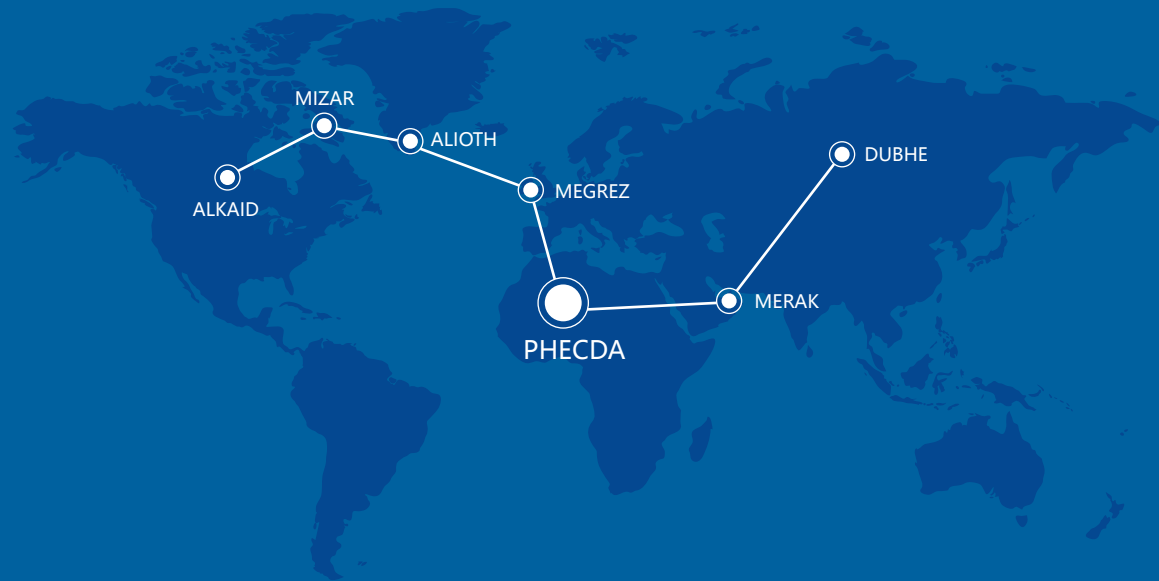 MIZAR
ALIOTH
DUBHE
MEGREZ
ALKAID
MERAK
PHECDA